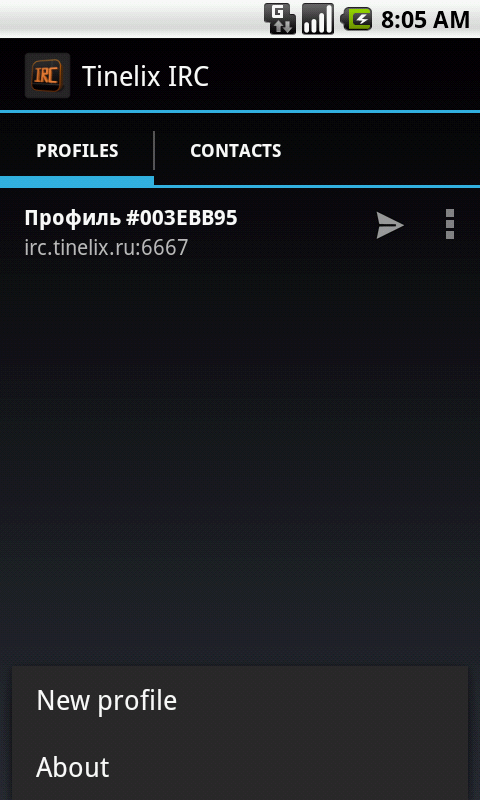 G
8:05 AM
IRC
Tinelix IRC
PROFILES
CONTACTS
Профиль #003EBB95
irc.tinelix.ru:6667
New profile
About